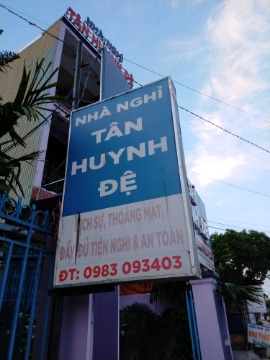 NHÀ NGHỈ
TÂN
HUYNH
ĐỆ
LỊCH SỰ, THOÁNG MÁT,
ĐẦY ĐỦ TIỆN NGHI & AN TOÀN
ĐT: 0983 093403